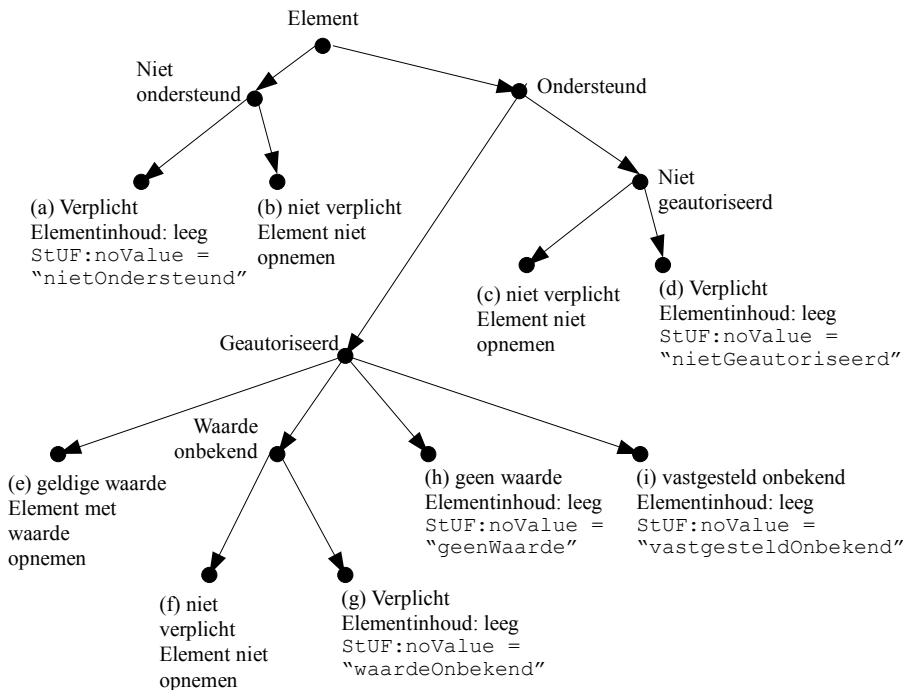 Element
Niet
ondersteund
Ondersteund
(a) Verplicht
Elementinhoud: leeg
StUF:noValue =
“nietOndersteund”
(b) niet verplicht
Element niet
opnemen
Niet
geautoriseerd
(c) niet verplicht
Element niet
opnemen
(d) Verplicht
Elementinhoud: leeg
StUF:noValue =
“nietGeautoriseerd”
Geautoriseerd
Waarde
onbekend
(e) geldige waarde
Element met
waarde
opnemen
(h) geen waarde
Elementinhoud: leeg
StUF:noValue =
“geenWaarde”
(i) vastgesteld onbekend
Elementinhoud: leeg
StUF:noValue =
“vastgesteldOnbekend”
(f) niet
verplicht
Element niet
opnemen
(g) Verplicht
Elementinhoud: leeg
StUF:noValue =
“waardeOnbekend”